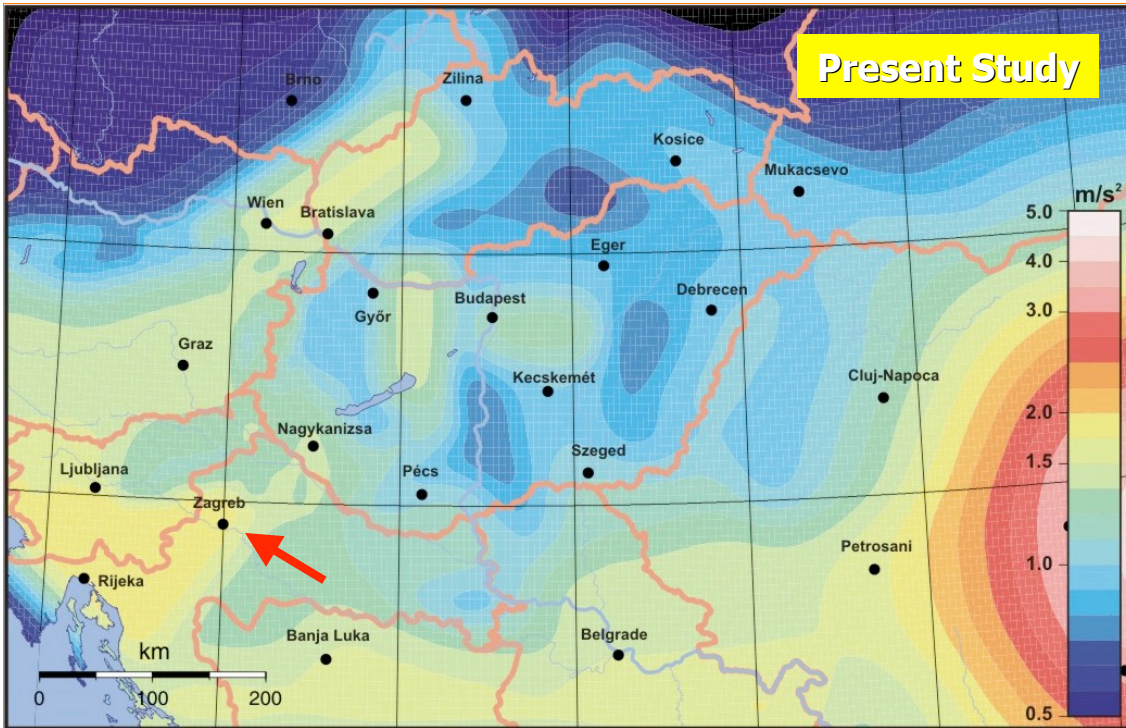 Present Study
Brno
Zilina
Kosice
Mukacsevo
m/s²
Wien
Bratislava
5.0
Eger
4.0
Debrecen
Budapest
3.0
Győr
Graz
Kecskemét
Cluj-Napoca
2.0
Nagykanizsa
Szeged
1.5
Ljubljana
Pécs
Zagreb
Petrosani
1.0
Rijeka
Banja Luka
Belgrade
km
0 100 200
0.5